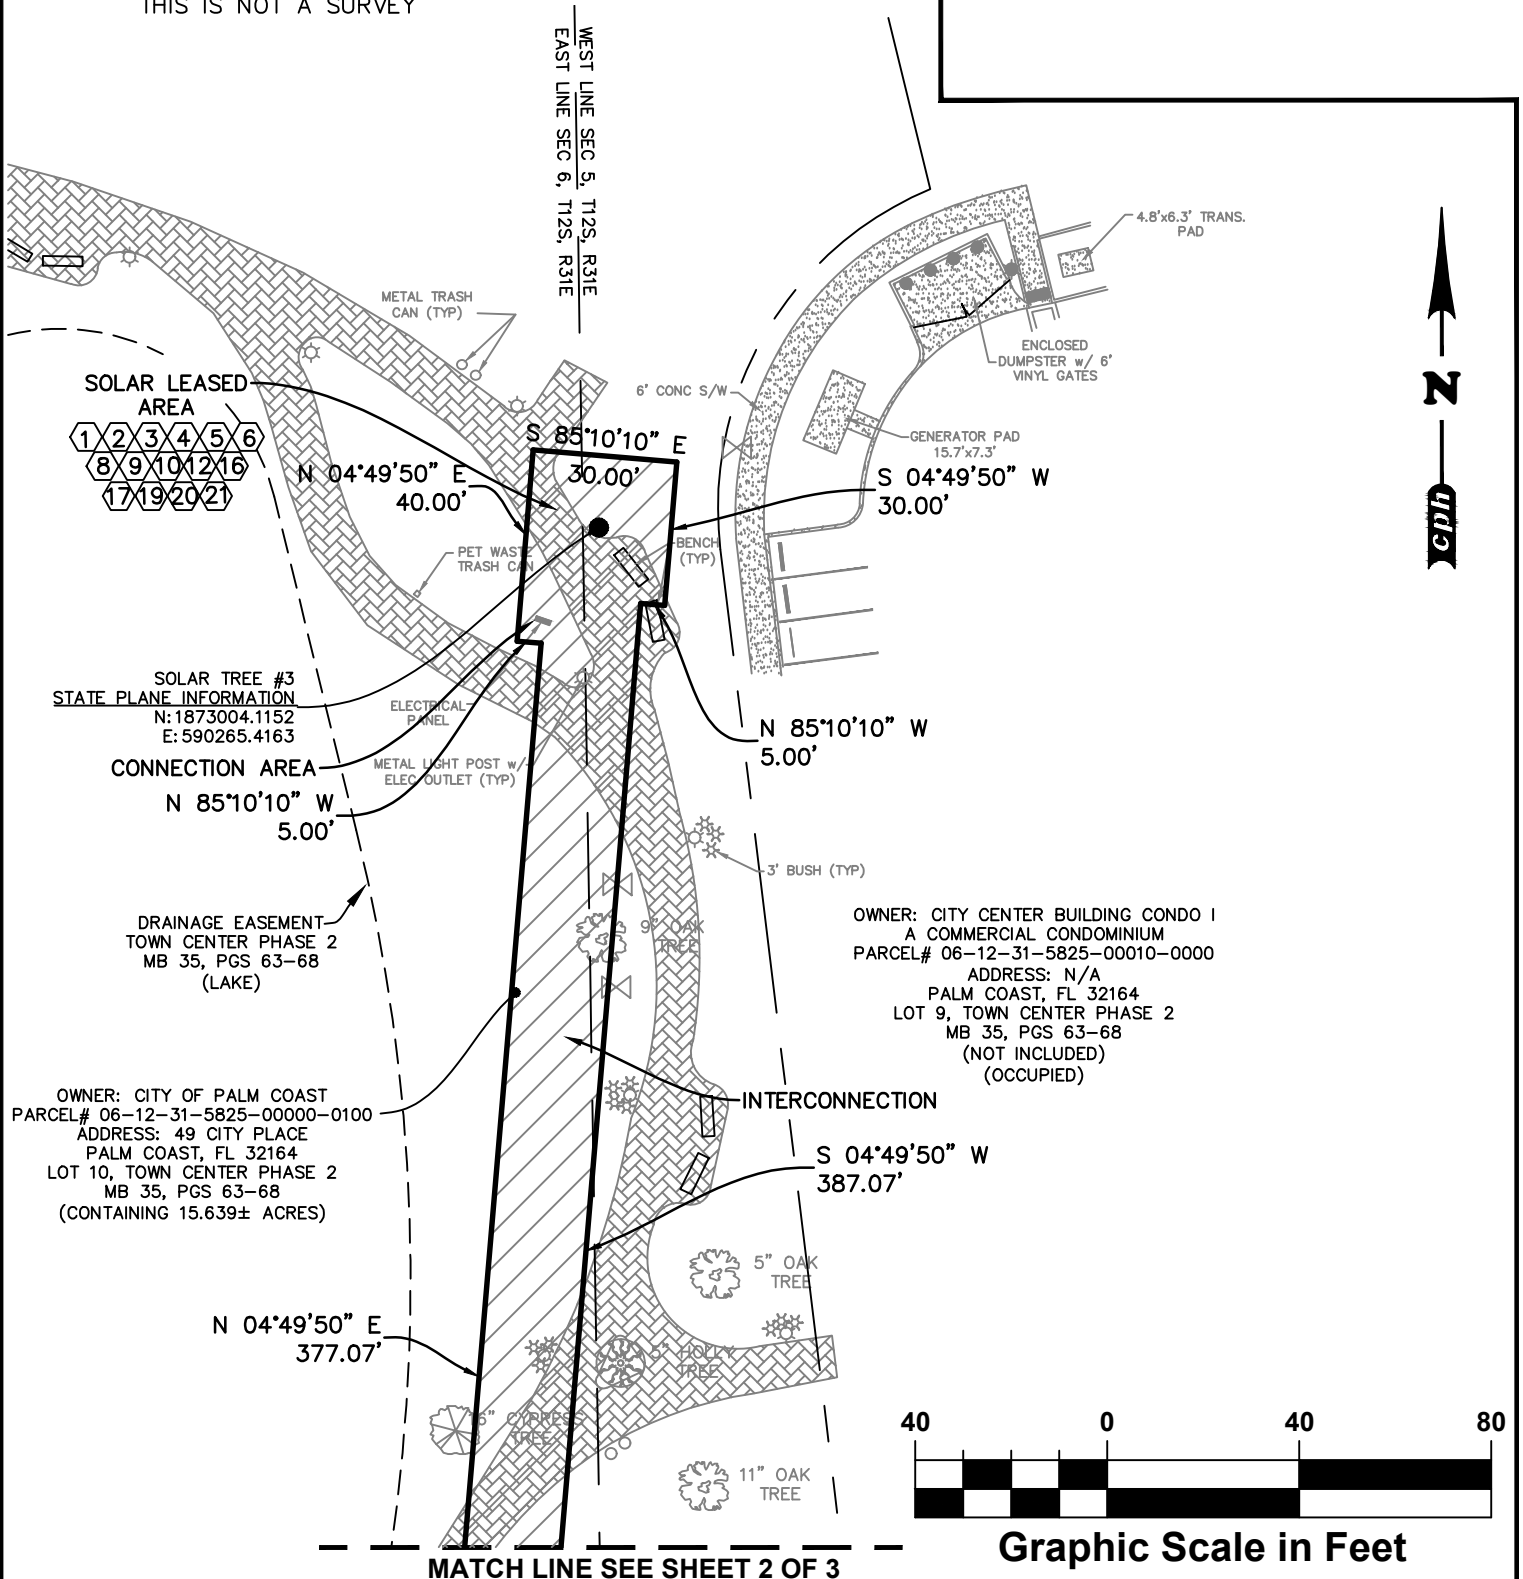 THIS IS NOT A SURVEY
WEST LINE SEC 5, T12S, R31E
EAST LINE SEC 6, T12S, R31E
4.8'x6.3' TRANS.
PAD
METAL TRASH
CAN (TYP)
ENCLOSED
DUMPSTER w/ 6'
VINYL GATES
SOLAR LEASED
AREA
1 2 3 4 5 6
8 9 10 12 16
17 19 20 21
6' CONC S/W
GENERATOR PAD
15.7'x7.3'
S 85°10'10" E
30.00'
N 04°49'50" E
40.00'
S 04°49'50" W
30.00'
N
cph
BENCH
(TYP)
PET WASTE
TRASH CAN
SOLAR TREE #3
STATE PLANE INFORMATION
N:1873004.1152
E:590265.4163
ELECTRICAL
PANEL
CONNECTION AREA
METAL LIGHT POST w/
ELEC OUTLET (TYP)
N 85°10'10" W
5.00'
N 85°10'10" W
5.00'
3' BUSH (TYP)
DRAINAGE EASEMENT
TOWN CENTER PHASE 2
MB 35, PGS 63-68
(LAKE)
9" OAK
TREE
OWNER: CITY CENTER BUILDING CONDO I
A COMMERCIAL CONDOMINIUM
PARCEL# 06-12-31-5825-00010-0000
ADDRESS: N/A
PALM COAST, FL 32164
LOT 9, TOWN CENTER PHASE 2
MB 35, PGS 63-68
(NOT INCLUDED)
(OCCUPIED)
OWNER: CITY OF PALM COAST
PARCEL# 06-12-31-5825-00000-0100
ADDRESS: 49 CITY PLACE
PALM COAST, FL 32164
LOT 10, TOWN CENTER PHASE 2
MB 35, PGS 63-68
(CONTAINING 15.639± ACRES)
INTERCONNECTION
S 04°49'50" W
387.07'
5" OAK
TREE
N 04°49'50" E
377.07'
5" HOLLY
TREE
6" CYPRESS
TREE
11" OAK
TREE
40 0 40 80
Graphic Scale in Feet
MATCH LINE SEE SHEET 2 OF 3